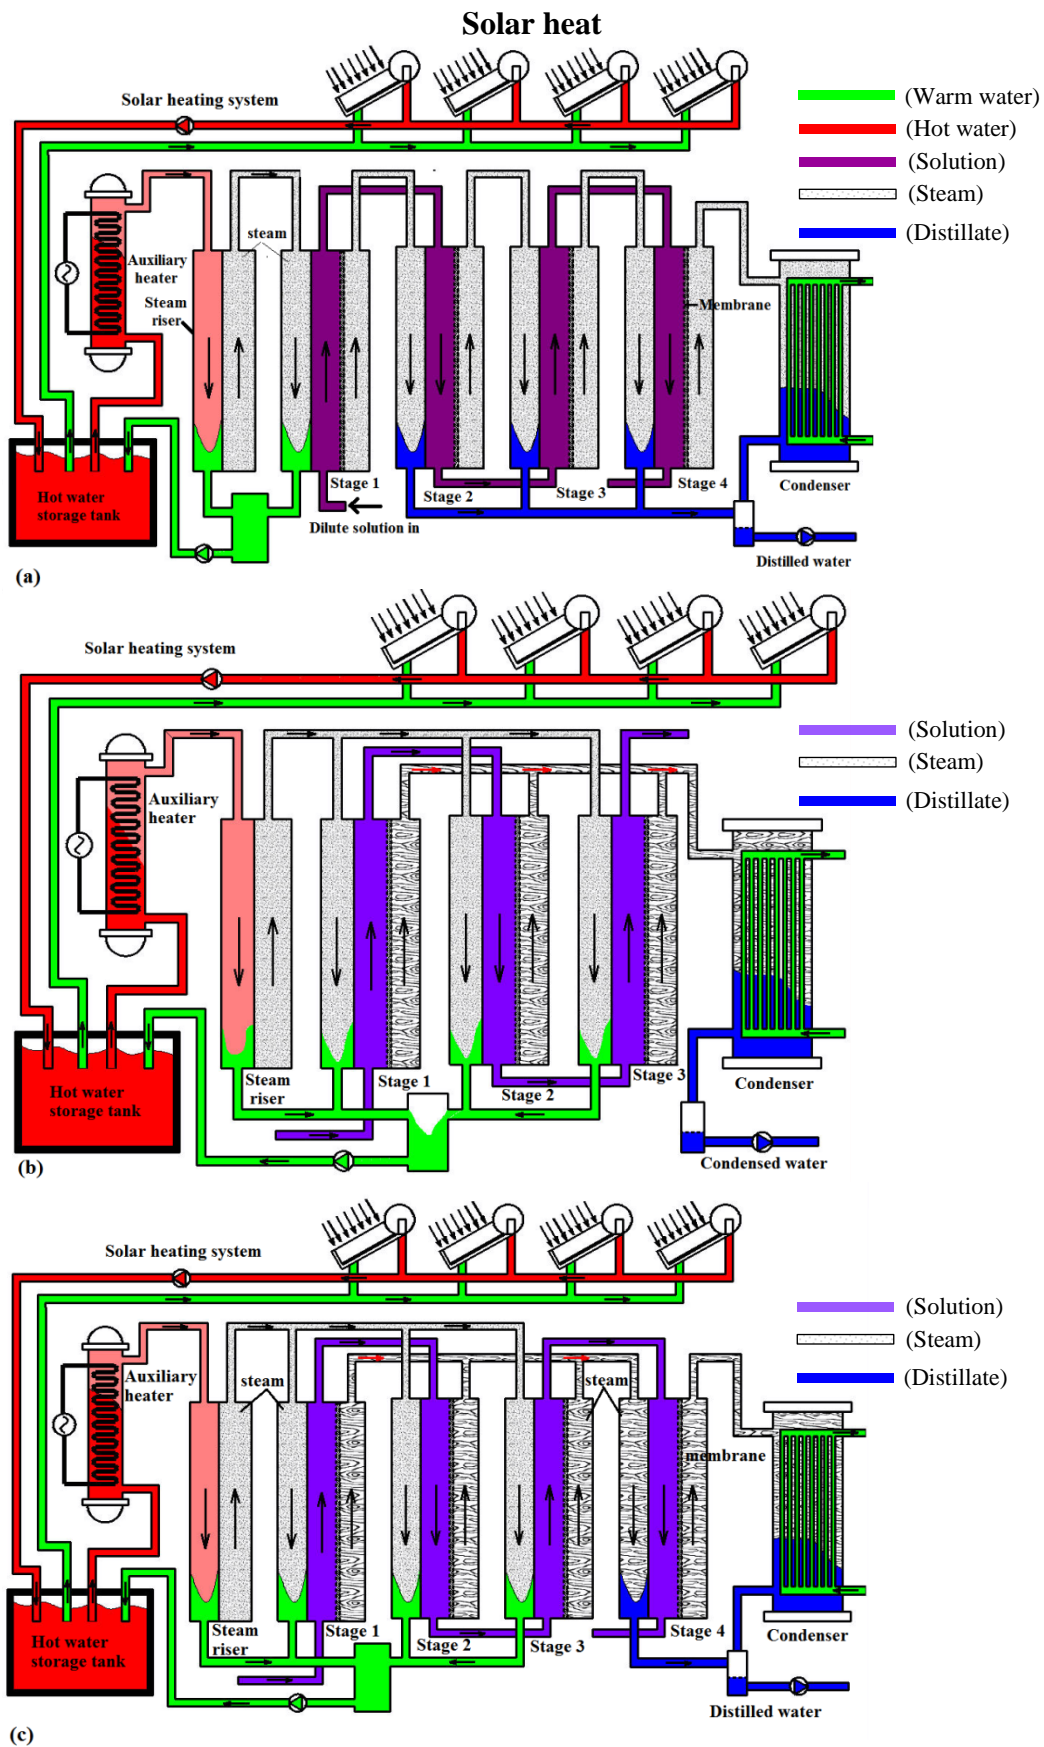 Solar heat
Solar heating system
(Warm water)
(Hot water)
(Solution)
(Steam)
(Distillate)
steam
Auxiliary
heater
Steam
riser
Membrane
Hot water
storage tank
Stage 1
Stage 2
Stage 3
Stage 4
Condenser
Dilute solution in
Distilled water
(a)
Solar heating system
(Solution)
(Steam)
(Distillate)
Auxiliary
heater
Steam
riser
Stage 1
Stage 2
Stage 3
Condenser
Hot water
storage tank
Condensed water
(b)
Solar heating system
(Solution)
(Steam)
(Distillate)
Auxiliary
heater
steam
steam
membrane
Steam
riser
Stage 1
Stage 2
Stage 3
Stage 4
Condenser
Hot water
storage tank
Distilled water
(c)